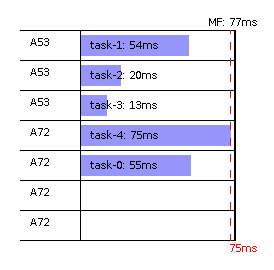 MF: 77ms
A53 task-1: 54ms
A53 task-2: 20ms
A53 task-3: 13ms
A72 task-4: 75ms
A72 task-0: 55ms
A72
A72
75ms